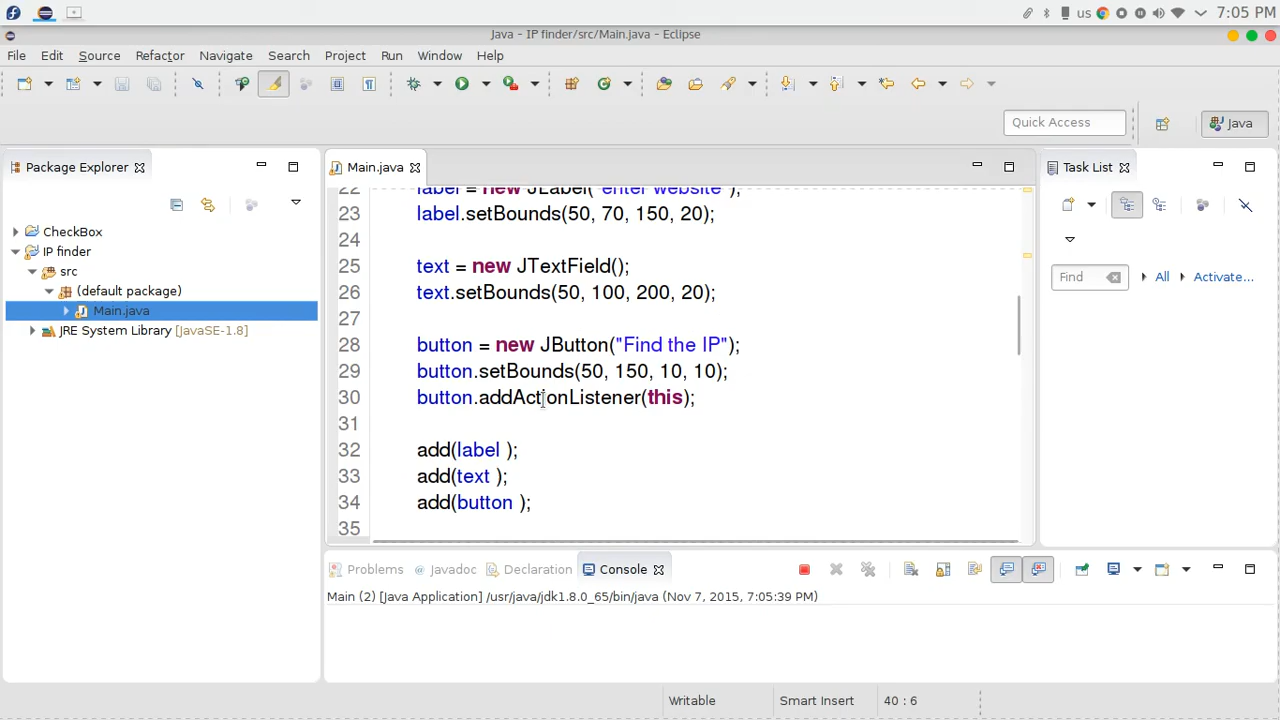 us 7:05 PM
Java - IP finder/src/Main.java - Eclipse
File Edit Source Refactor Navigate Search Project Run Window Help
Quick Access Java
Package Explorer
CheckBox
IP finder
src
(default package)
Main.java
JRE System Library [JavaSE-1.8]
Main.java
22 label = new JLabel("enter website");
23 label.setBounds(50, 70, 150, 20);
24
25 text = new JTextField();
26 text.setBounds(50, 100, 200, 20);
27
28 button = new JButton("Find the IP");
29 button.setBounds(50, 150, 10, 10);
30 button.addActionListener(this);
31
32 add(label );
33 add(text );
34 add(button );
35
Task List
Find All Activate...
Problems @ Javadoc Declaration Console
Main (2) [Java Application] /usr/java/jdk1.8.0_65/bin/java (Nov 7, 2015, 7:05:39 PM)
Writable Smart Insert 40 : 6